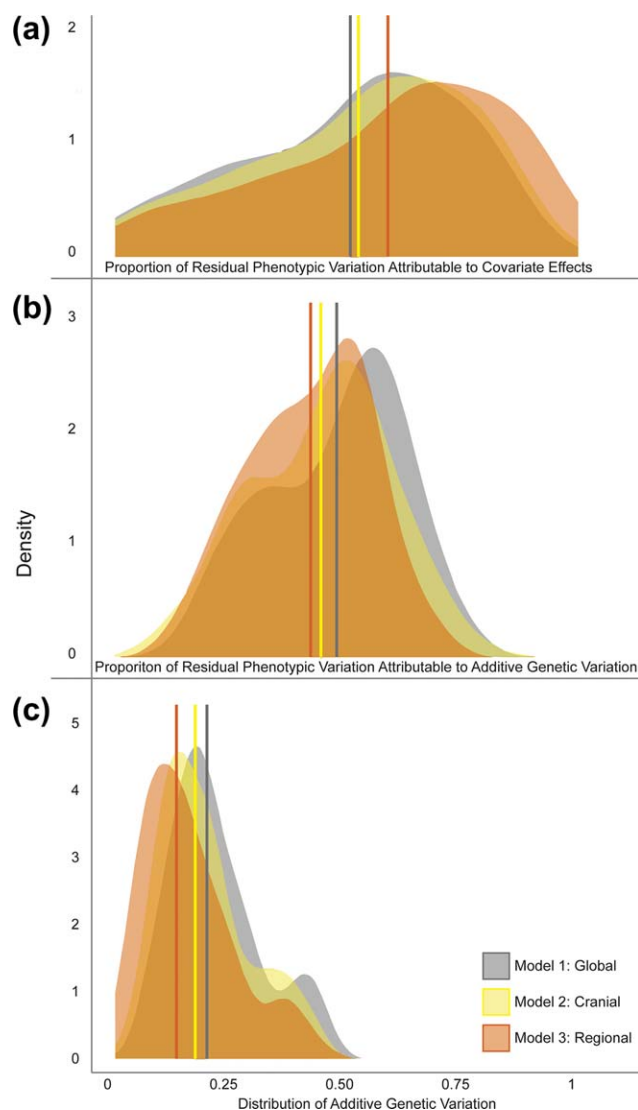 (a)
2
1
0
Proportion of Residual Phenotypic Variation Attributable to Covariate Effects
(b)
3
2
Density
1
0
Proporiton of Residual Phenotypic Variation Attributable to Additive Genetic Variation
(c)
5
4
3
2
1
0
Model 1: Global
Model 2: Cranial
Model 3: Regional
0 0.25 0.50 0.75 1
Distribution of Additive Genetic Variation